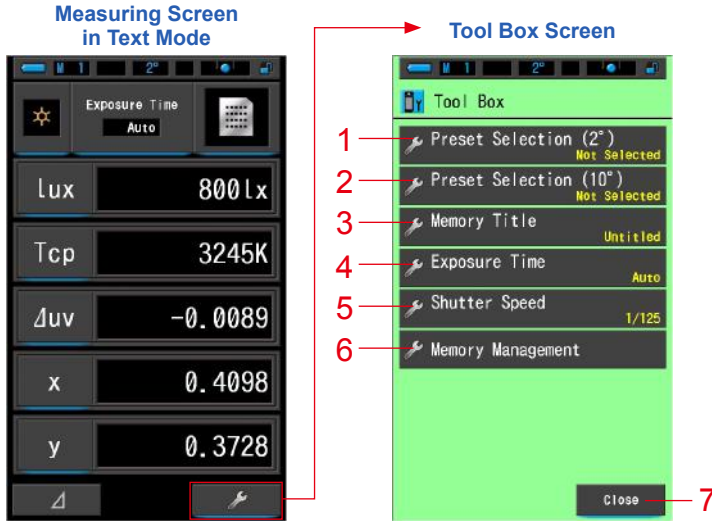 Measuring Screen
in Text Mode
M 1 2°
Exposure Time
Auto
lux 800lx
Tcp 3245K
⊿uv -0.0089
x 0.4098
y 0.3728
⊿
Tool Box Screen
M 1 2°
Tool Box
1 Preset Selection (2°)
Not Selected
2 Preset Selection (10°)
Not Selected
3 Memory Title
Untitled
4 Exposure Time
Auto
5 Shutter Speed
1/125
6 Memory Management
Close 7